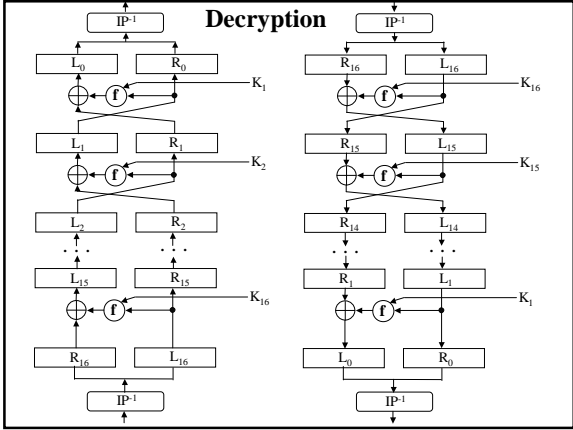 Decryption
IP-1
L0 R0
f
K1
L1 R1
f
K2
L2 R2
. . . . . .
L15 R15
f
K16
R16 L16
IP-1
IP-1
R16 L16
f
K16
R15 L15
f
K15
R14 L14
. . . . . .
R1 L1
f
K1
L0 R0
IP-1